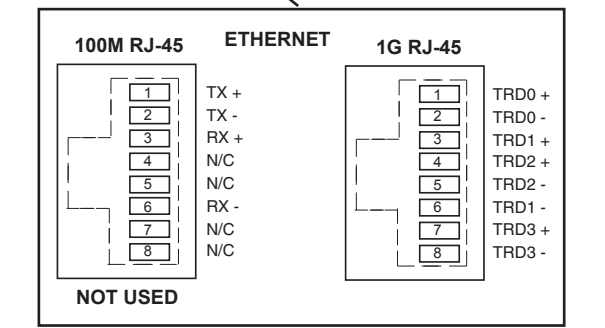 ETHERNET
100M RJ-45
1 TX +
2 TX -
3 RX +
4 N/C
5 N/C
6 RX -
7 N/C
8 N/C
NOT USED
1G RJ-45
1 TRD0 +
2 TRD0 -
3 TRD1 +
4 TRD2 +
5 TRD2 -
6 TRD1 -
7 TRD3 +
8 TRD3 -